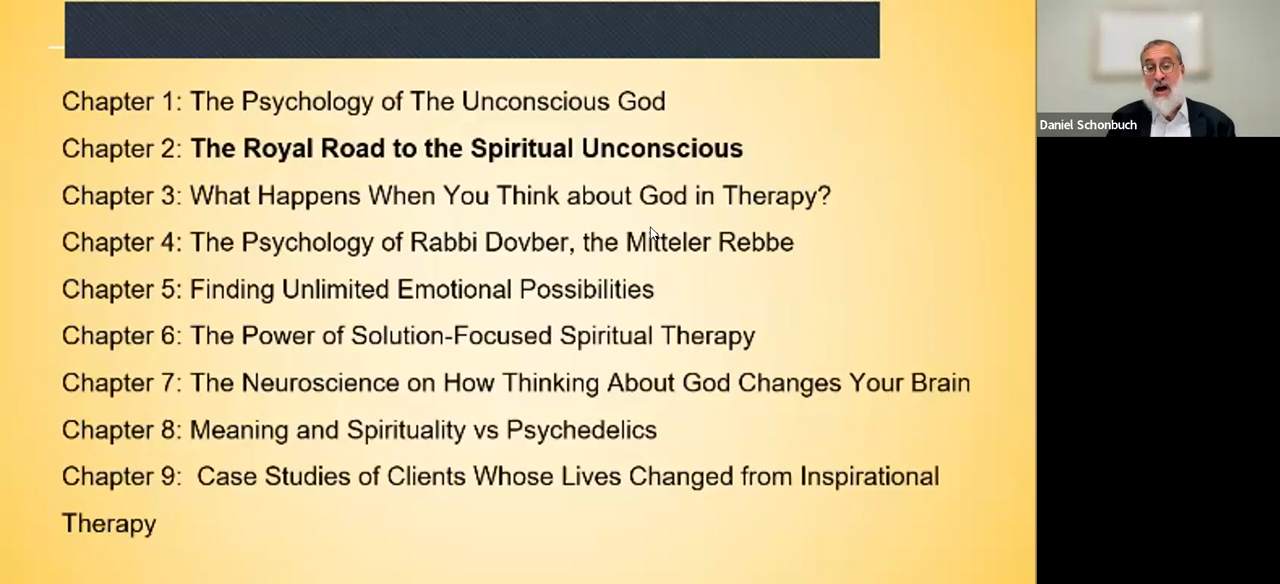 Chapter 1: The Psychology of The Unconscious God
Chapter 2: The Royal Road to the Spiritual Unconscious
Chapter 3: What Happens When You Think about God in Therapy?
Chapter 4: The Psychology of Rabbi Dovber, the Mitteler Rebbe
Chapter 5: Finding Unlimited Emotional Possibilities
Chapter 6: The Power of Solution-Focused Spiritual Therapy
Chapter 7: The Neuroscience on How Thinking About God Changes Your Brain
Chapter 8: Meaning and Spirituality vs Psychedelics
Chapter 9:  Case Studies of Clients Whose Lives Changed from Inspirational
Therapy
Daniel Schonbuch